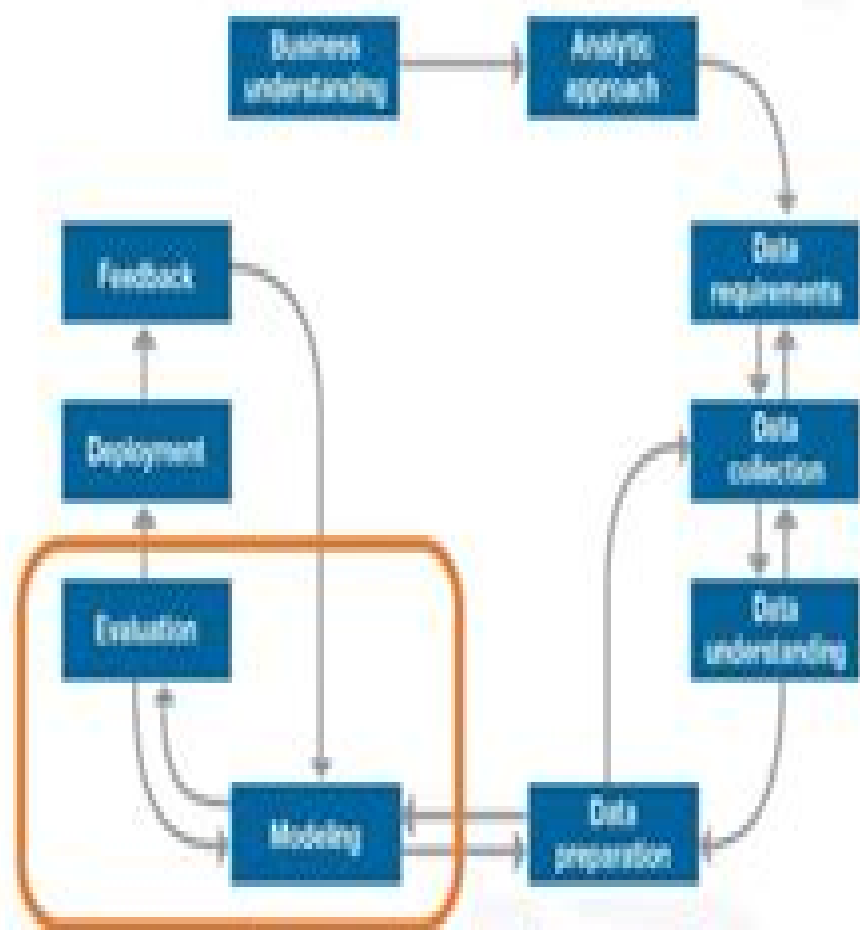 Business
understanding
Analytic
approach
Data
requirements
Feedback
Data
collection
Deployment
Data
understanding
Evaluation
Data
preparation
Modeling